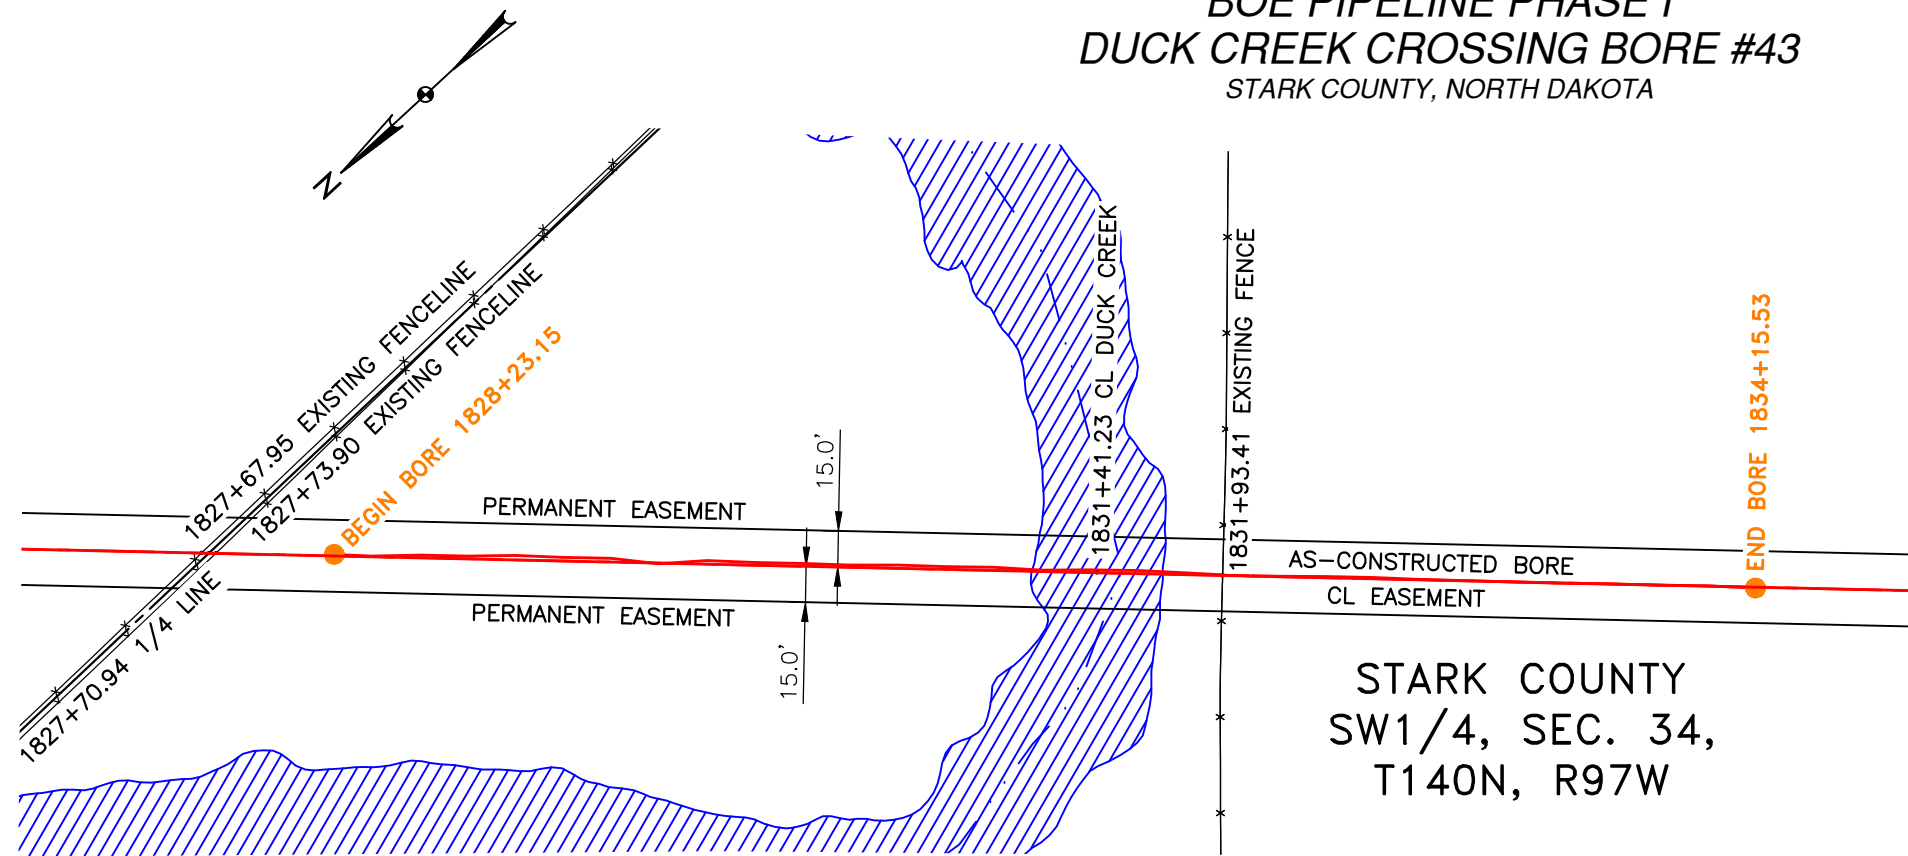 BOE PIPELINE PHASE I
DUCK CREEK CROSSING BORE #43
STARK COUNTY, NORTH DAKOTA
N
1827+67.95 EXISTING FENCELINE
1827+73.90 EXISTING FENCELINE
BEGIN BORE 1828+23.15
1827+70.94 1/4 LINE
PERMANENT EASEMENT
PERMANENT EASEMENT
15.0'
15.0'
1831+41.23 CL DUCK CREEK
1831+93.41 EXISTING FENCE
END BORE 1834+15.53
AS-CONSTRUCTED BORE
CL EASEMENT
STARK COUNTY
SW1/4, SEC. 34,
T140N, R97W